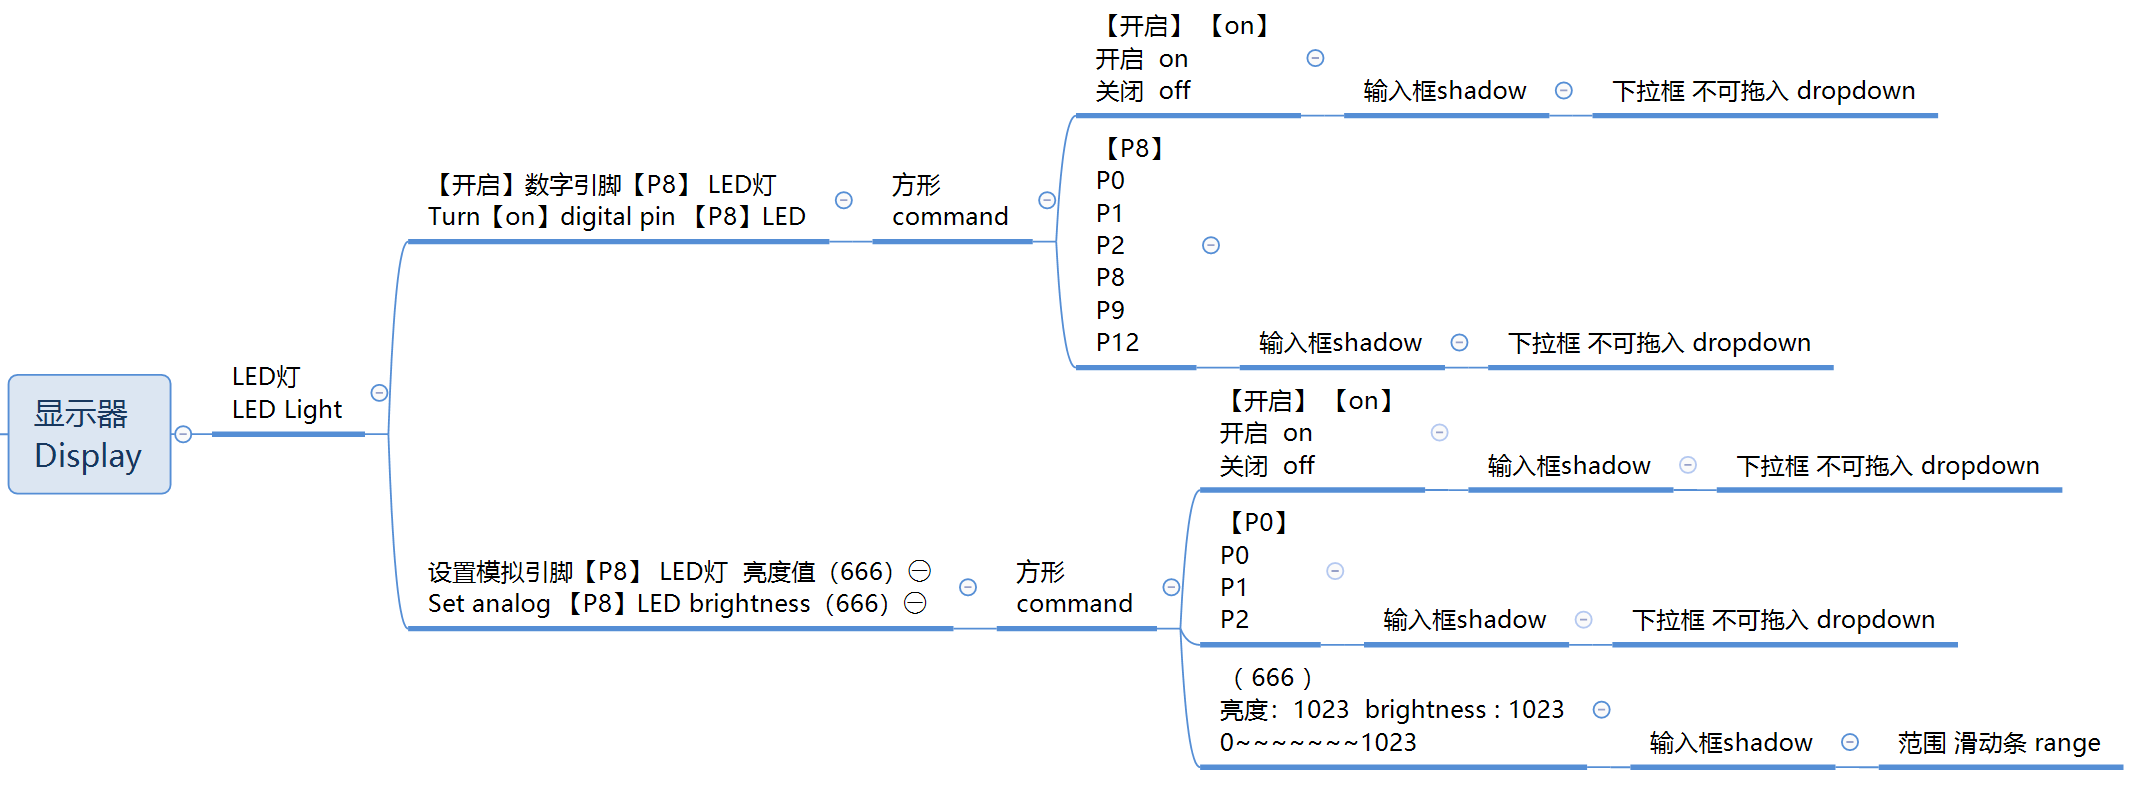 显示器
Display
LED灯
LED Light
【开启】数字引脚【P8】 LED灯
Turn【on】digital pin 【P8】LED
方形
command
【开启】 【on】
开启 on
关闭 off
输入框shadow
下拉框 不可拖入 dropdown
【P8】
P0
P1
P2
P8
P9
P12
输入框shadow
下拉框 不可拖入 dropdown
设置模拟引脚【P8】 LED灯 亮度值（666）㊀
Set analog 【P8】LED brightness（666）㊀
方形
command
【开启】 【on】
开启 on
关闭 off
输入框shadow
下拉框 不可拖入 dropdown
【P0】
P0
P1
P2
输入框shadow
下拉框 不可拖入 dropdown
（ 666 ）
亮度：1023 brightness : 1023
0~~~~~~~1023
输入框shadow
范围 滑动条 range